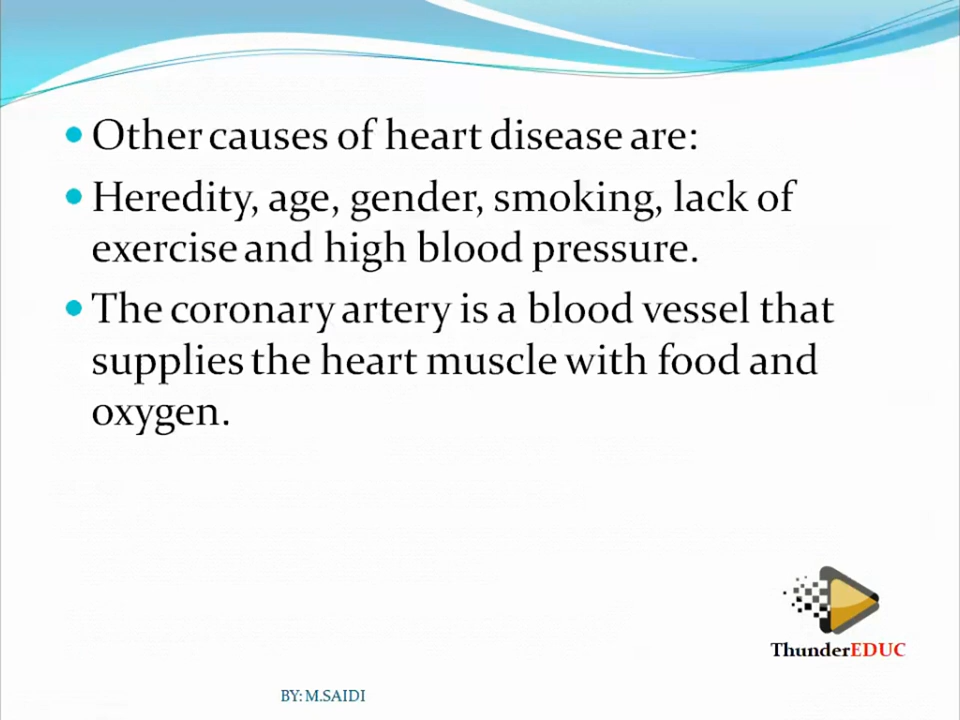 Other causes of heart disease are:
Heredity, age, gender, smoking, lack of
exercise and high blood pressure.
The coronary artery is a blood vessel that
supplies the heart muscle with food and
oxygen.
ThunderEDUC
BY: M.SAIDI